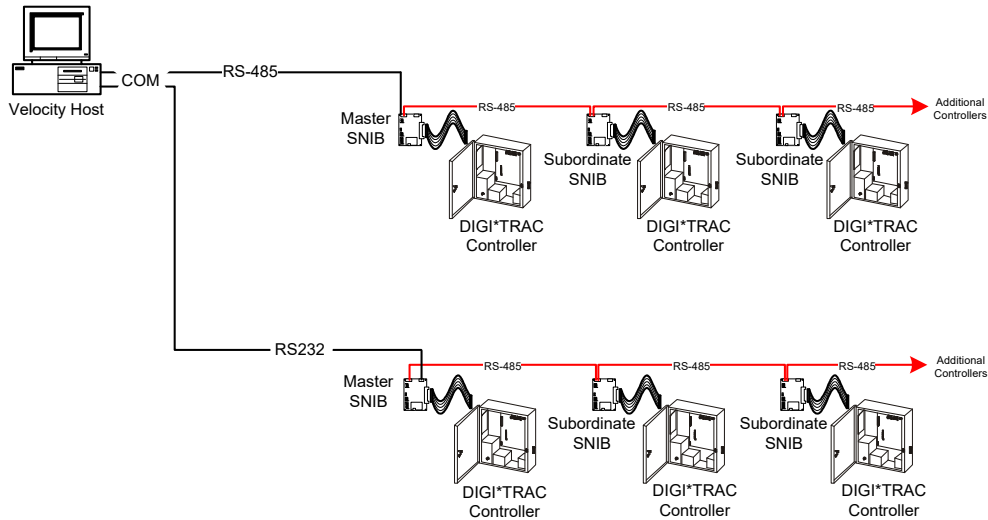 COM
RS-485
Velocity Host
Master
SNIB
RS-485
RS-485
RS-485
Additional
Controllers
Subordinate
SNIB
Subordinate
SNIB
DIGI*TRAC
Controller
DIGI*TRAC
Controller
DIGI*TRAC
Controller
RS232
Master
SNIB
RS-485
RS-485
RS-485
Additional
Controllers
Subordinate
SNIB
Subordinate
SNIB
DIGI*TRAC
Controller
DIGI*TRAC
Controller
DIGI*TRAC
Controller